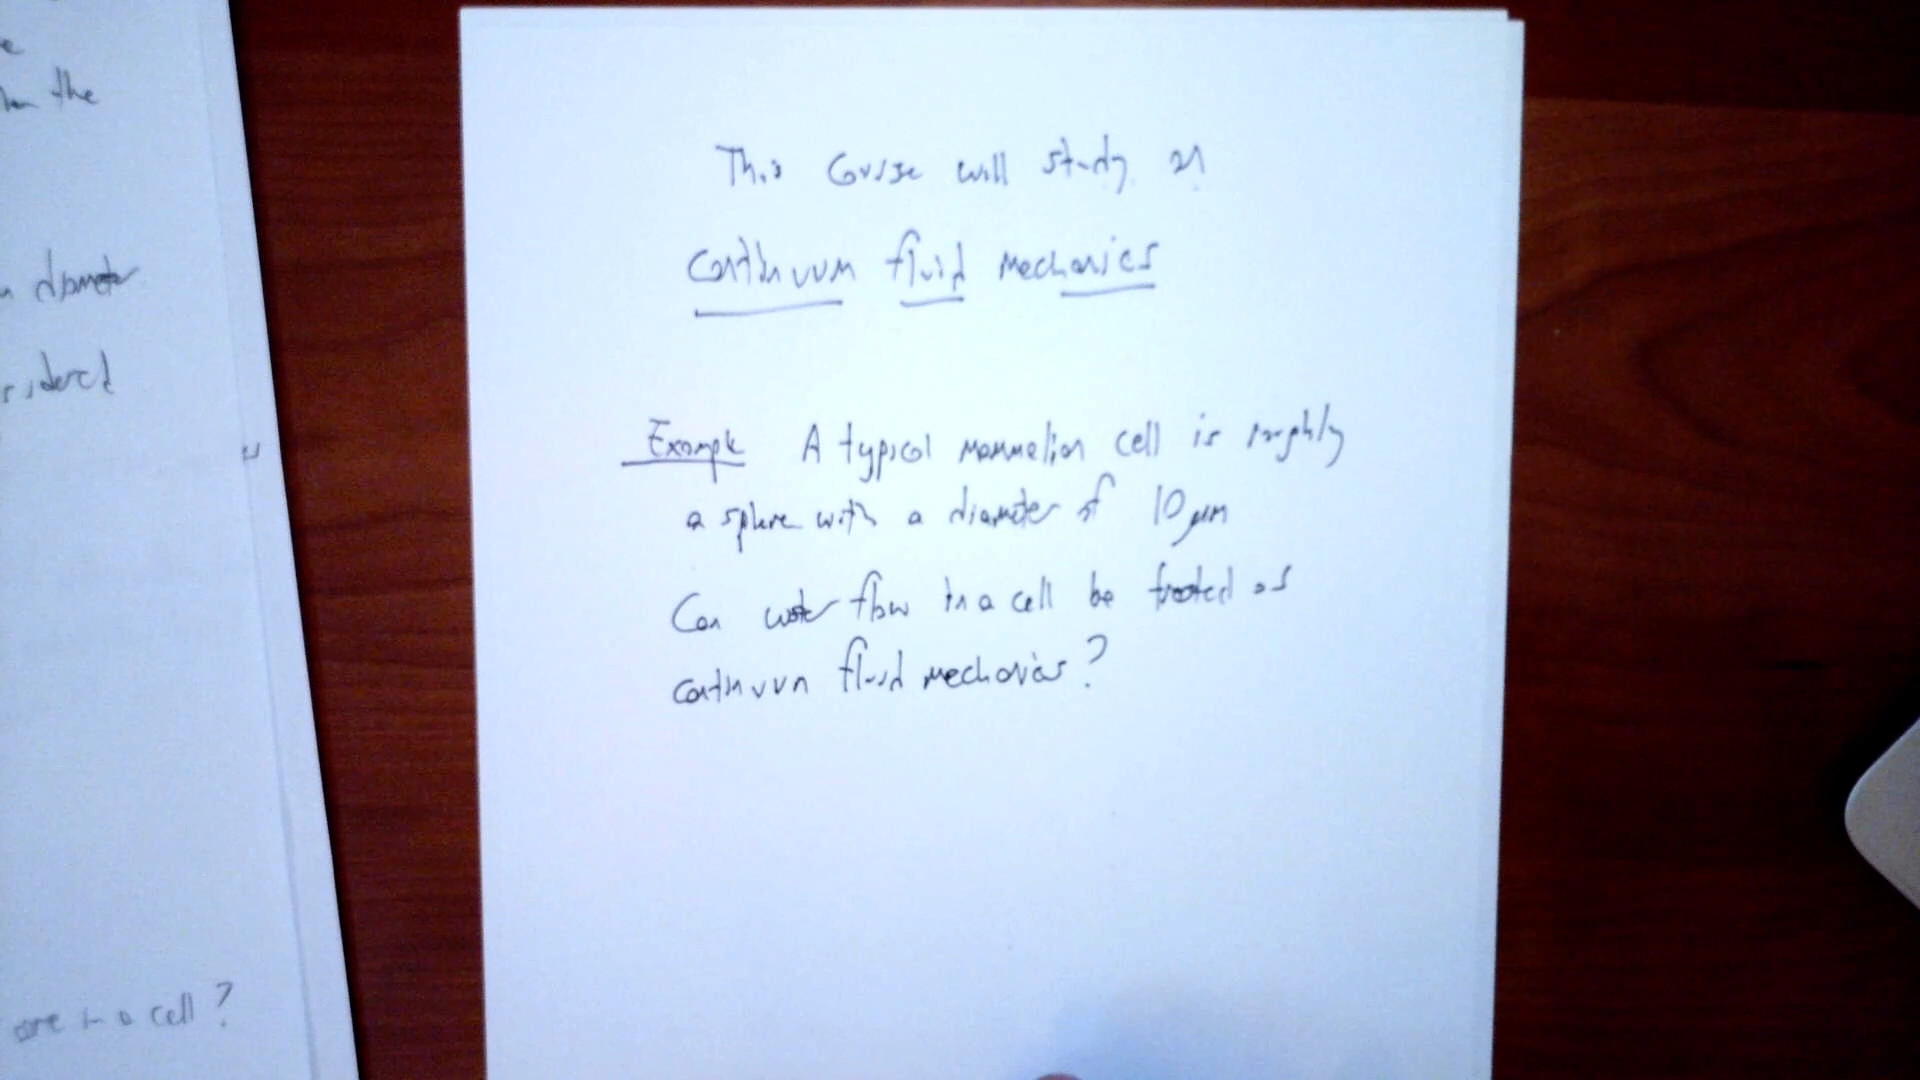 the
diameter
are in a cell?
This Course will study as
continuum fluid mechanics
Example A typical mammalian cell is roughly
a sphere with a diameter of 10 μm
Can water flow in a cell be treated as
continuum fluid mechanics?